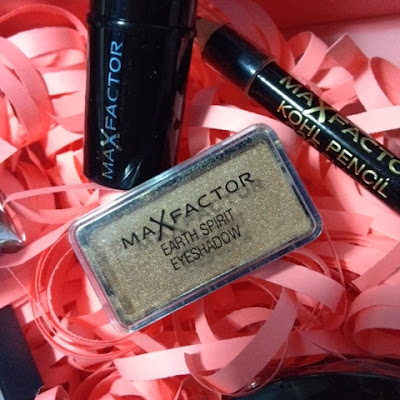 MAXFACTOR
MAXFACTOR
KOHL PENCIL
MAXFACTOR
EARTH SPIRIT
EYESHADOW